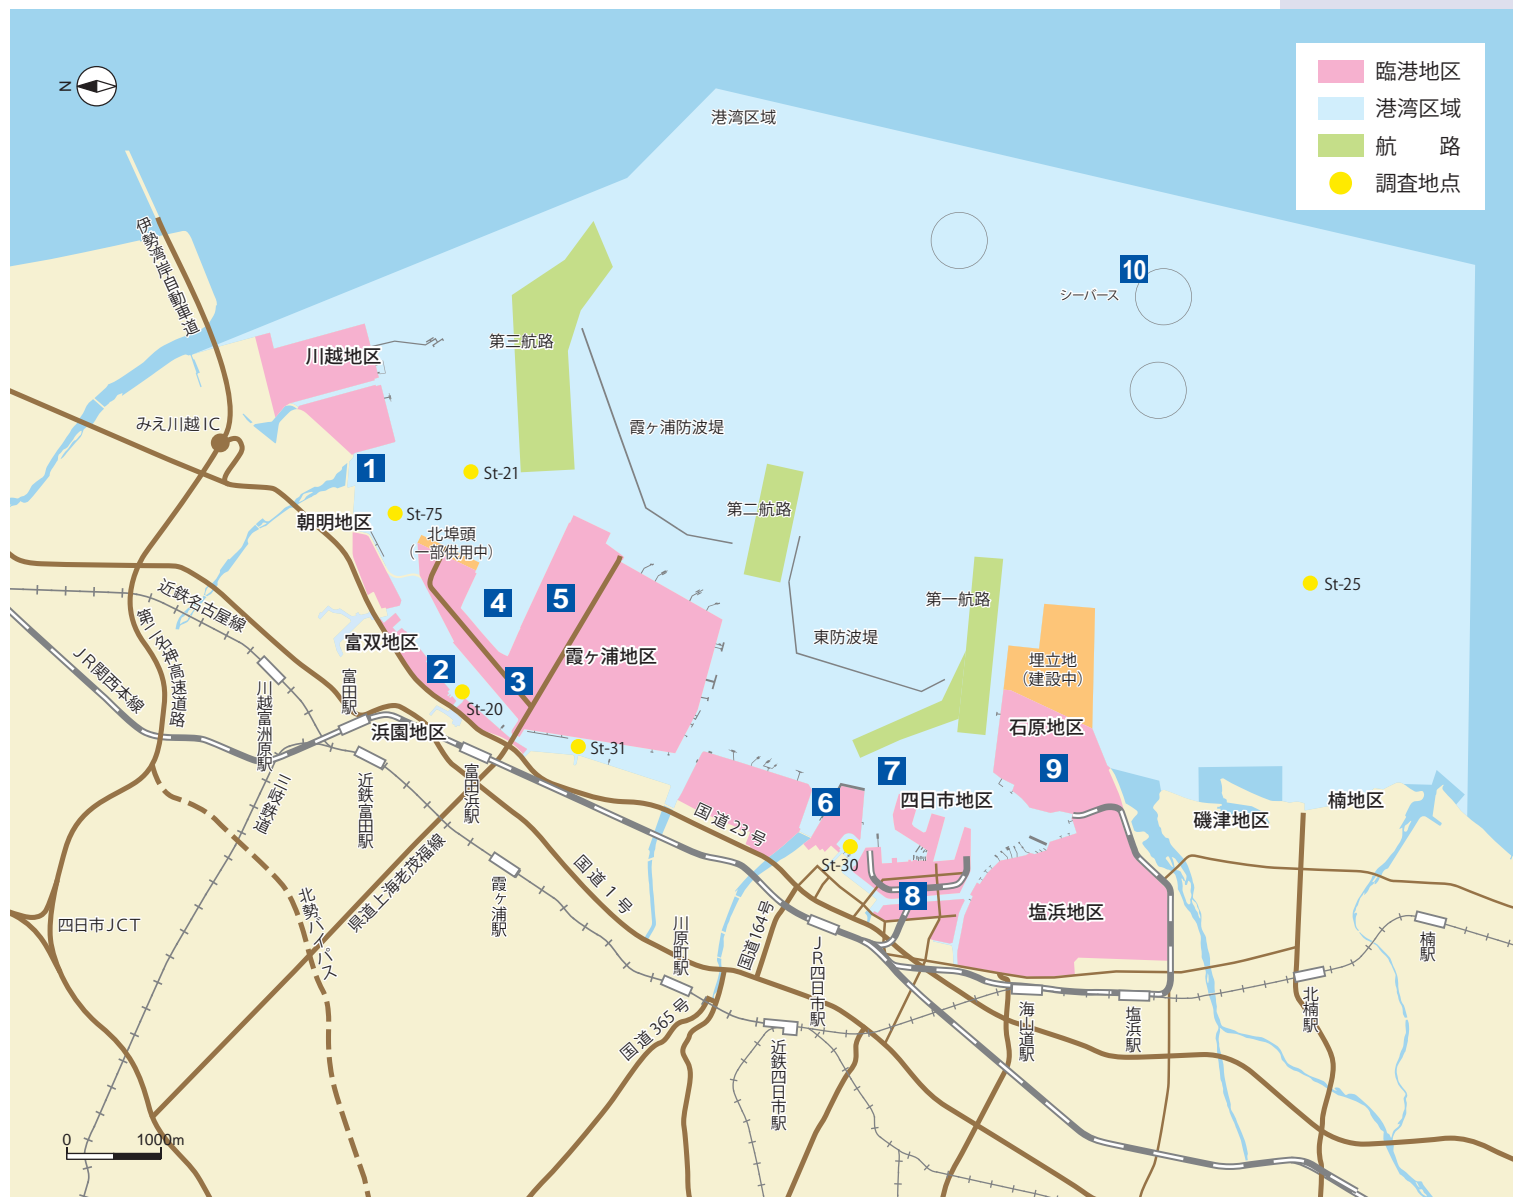 N
臨港地区
港湾区域
航　路
調査地点
港湾区域
伊勢湾岸自動車道
10
シーバース
第三航路
川越地区
霞ヶ浦防波堤
みえ川越IC
1
St-21
第二航路
St-75
朝明地区
北埠頭
(一部供用中)
近鉄名古屋線
第二名神高速道路
4
5
第一航路
St-25
東防波堤
富双地区
霞ヶ浦地区
埋立地
(建設中)
2
3
JR関西本線
富田駅
川越富洲原駅
St-20
浜園地区
石原地区
St-31
9
7
三岐鉄道
近鉄富田駅
富田浜駅
6
四日市地区
楠地区
磯津地区
国道23号
St-30
県道上海老茂福線
国道1号
霞ヶ浦駅
8
塩浜地区
四日市JCT
北勢バイパス
川原町駅
国道164号
JR四日市駅
楠駅
国道365号
海山道駅
塩浜駅
北楠駅
近鉄四日市駅
0
1000m